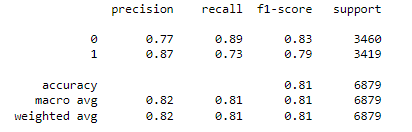 precision recall f1-score support
0 0.77 0.89 0.83 3460
1 0.87 0.73 0.79 3419
accuracy 0.81 6879
macro avg 0.82 0.81 0.81 6879
weighted avg 0.82 0.81 0.81 6879